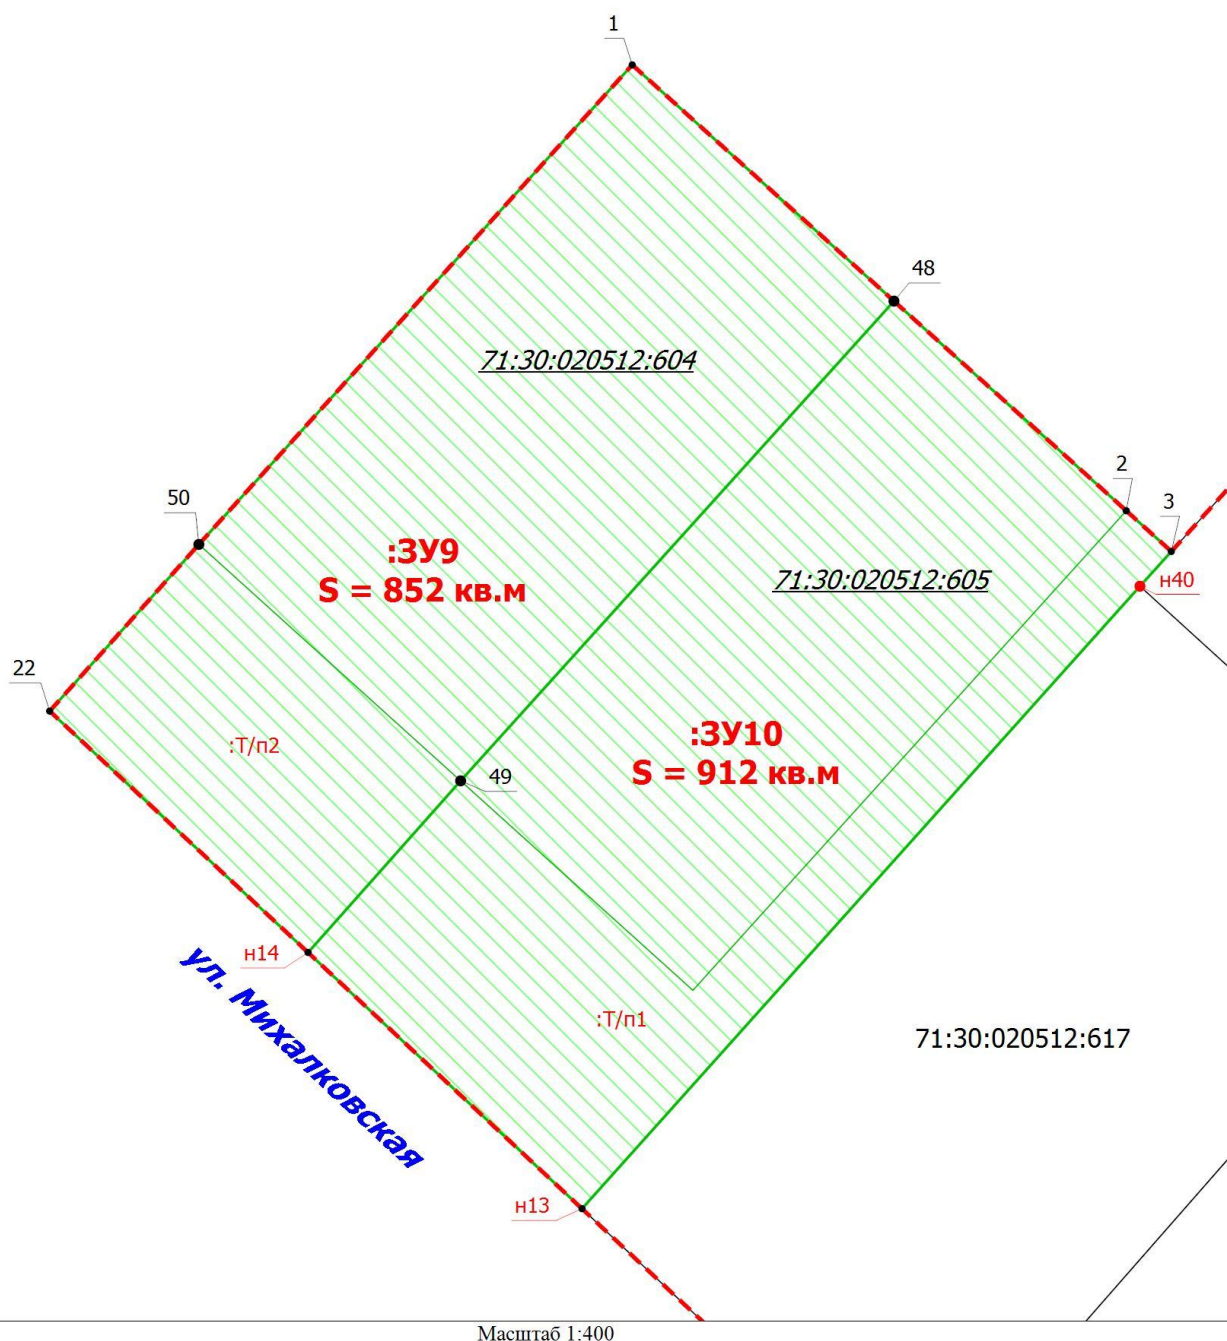 1
48
71:30:020512:604
2
50
3
:ЗУ9
S = 852 кв.м
71:30:020512:605
н40
22
:ЗУ10
S = 912 кв.м
:Т/п2
49
н14
ул. Михалковская
:Т/п1
71:30:020512:617
н13
Масштаб 1:400